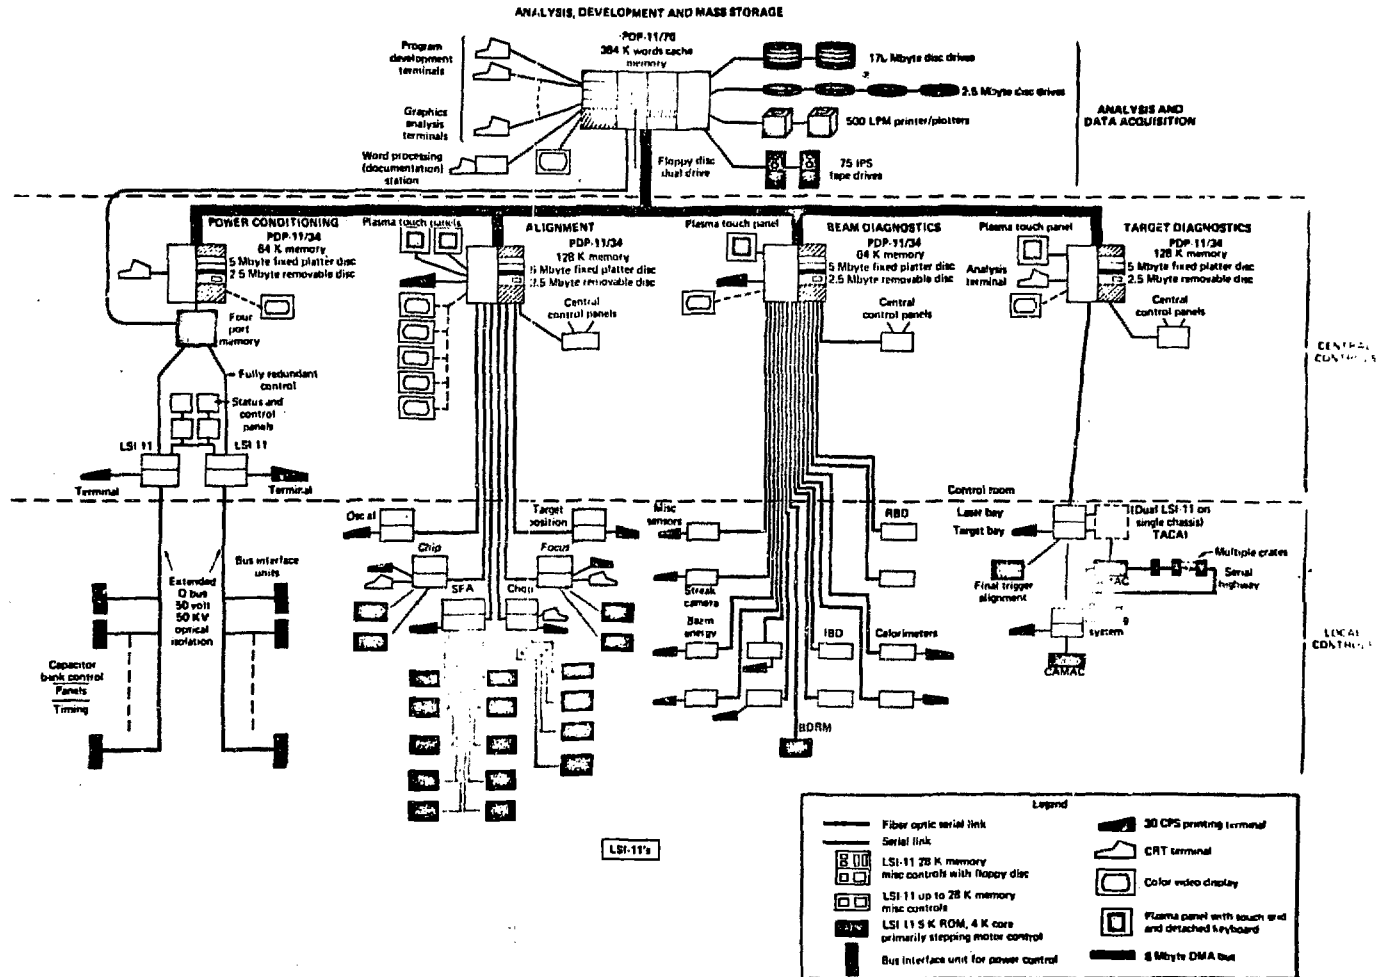 ANALYSIS, DEVELOPMENT AND MASS STORAGE
Program
development
terminals
PDP-11/70
384 K words cache
memory
Mbyte disc drives
2.5 Mbyte disc drives
Graphics
analysis
terminals
500 LPM printer/plotters
ANALYSIS AND
DATA ACQUISITION
Word processing
(documentation)
station
Floppy disc
dual drive
75 IPS
tape drives
POWER CONDITIONING
PDP-11/34
64 K memory
5 Mbyte fixed platter disc
2.5 Mbyte removable disc
Four
port
memory
Fully redundant
control
Status and
control
panels
LSI-11
LSI-11
Terminal
Terminal
Plasma touch panels
ALIGNMENT
PDP-11/34
128 K memory
5 Mbyte fixed platter disc
2.5 Mbyte removable disc
Central
control panels
Plasma touch panel
BEAM DIAGNOSTICS
PDP-11/34
64 K memory
5 Mbyte fixed platter disc
2.5 Mbyte removable disc
Central
control panels
Plasma touch panel
Analysis
terminal
TARGET DIAGNOSTICS
PDP-11/34
128 K memory
5 Mbyte fixed platter disc
2.5 Mbyte removable disc
Central
control panels
CENTRAL
CONTROLS
Control room
Extended
Q bus
50 volt
50 KV
optical
isolation
Bus interface
units
Capacitor
bank control
Panels
Timing
Target
position
Chip
Focus
SFA
Misc
sensors
RBD
Streak
camera
Beam
energy
IBD
Calorimeters
BDRM
Laser bay
Target bay
(Dual LSI-11 on
single chassis)
Multiple crates
Serial
highway
Final trigger
alignment
system
CAMAC
LOCAL
CONTROLS
LSI-11's
Legend
Fiber optic serial link
Serial link
LSI-11 28 K memory
misc controls with floppy disc
LSI-11 up to 28 K memory
misc controls
LSI 11 5 K ROM, 4 K core
primarily stepping motor control
Bus interface unit for power control
30 CPS printing terminal
CRT terminal
Color video display
Plasma panel with touch grid
and detached keyboard
8 Mbyte DMA bus